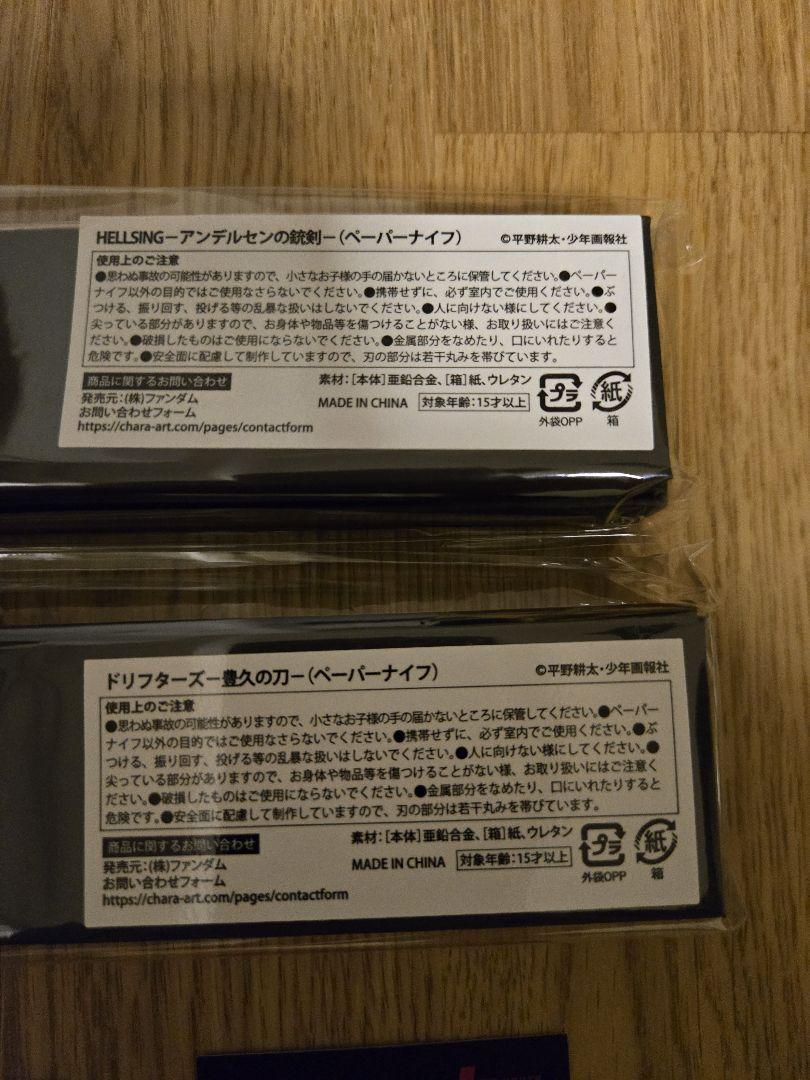 HELLSING－アンデルセンの銃剣－(ペーパーナイフ)
©平野耕太・少年画報社
使用上のご注意
●思わぬ事故の可能性がありますので、小さなお子様の手の届かないところに保管してください。●ペーパー
ナイフ以外の目的ではご使用なさらないでください。●携帯せずに、必ず室内でご使用ください。●ぶ
つける、振り回す、投げる等の乱暴な扱いはしないでください。●人に向けない様にしてください。●
尖っている部分がありますので、お身体や物品等を傷つけることがない様、お取り扱いにはご注意く
ださい。●破損したものはご使用にならないでください。●金属部分をなめたり、口にいれたりすると
危険です。●安全面に配慮して制作していますので、刃の部分は若干丸みを帯びています。
商品に関するお問い合わせ
発売元：(株)ファンダム
お問い合わせフォーム
https://chara-art.com/pages/contactform
素材：[本体]亜鉛合金、[箱]紙、ウレタン
MADE IN CHINA 対象年齢：15才以上
プラ
外袋OPP
紙
箱
ドリフターズ－豊久の刀－(ペーパーナイフ)
©平野耕太・少年画報社
使用上のご注意
●思わぬ事故の可能性がありますので、小さなお子様の手の届かないところに保管してください。●ペーパー
ナイフ以外の目的ではご使用なさらないでください。●携帯せずに、必ず室内でご使用ください。●ぶ
つける、振り回す、投げる等の乱暴な扱いはしないでください。●人に向けない様にしてください。●
尖っている部分がありますので、お身体や物品等を傷つけることがない様、お取り扱いにはご注意く
ださい。●破損したものはご使用にならないでください。●金属部分をなめたり、口にいれたりすると
危険です。●安全面に配慮して制作していますので、刃の部分は若干丸みを帯びています。
商品に関するお問い合わせ
発売元：(株)ファンダム
お問い合わせフォーム
https://chara-art.com/pages/contactform
素材：[本体]亜鉛合金、[箱]紙、ウレタン
MADE IN CHINA 対象年齢：15才以上
プラ
外袋OPP
紙
箱